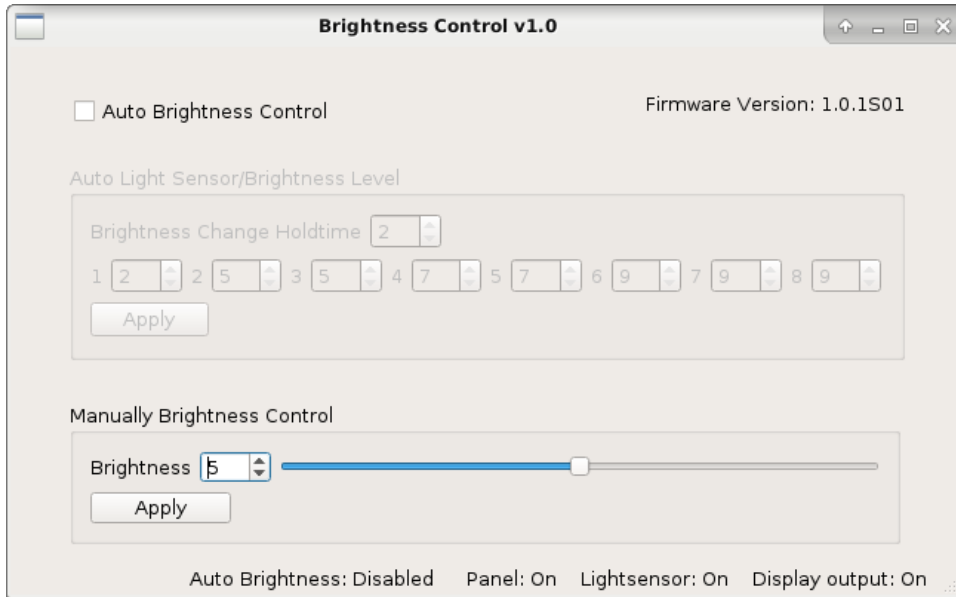 Brightness Control v1.0
Auto Brightness Control
Firmware Version: 1.0.1S01
Auto Light Sensor/Brightness Level
Brightness Change Holdtime 2
1 2 2 5 3 5 4 7 5 7 6 9 7 9 8 9
Apply
Manually Brightness Control
Brightness 5
Apply
Auto Brightness: Disabled Panel: On Lightsensor: On Display output: On